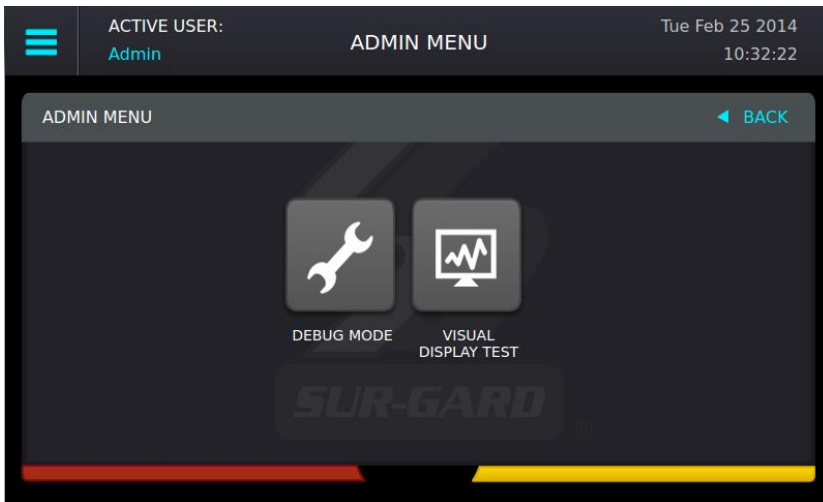 ACTIVE USER:
Admin
ADMIN MENU
Tue Feb 25 2014
10:32:22
ADMIN MENU
◄ BACK
DEBUG MODE
VISUAL
DISPLAY TEST
SUR-GARD
®